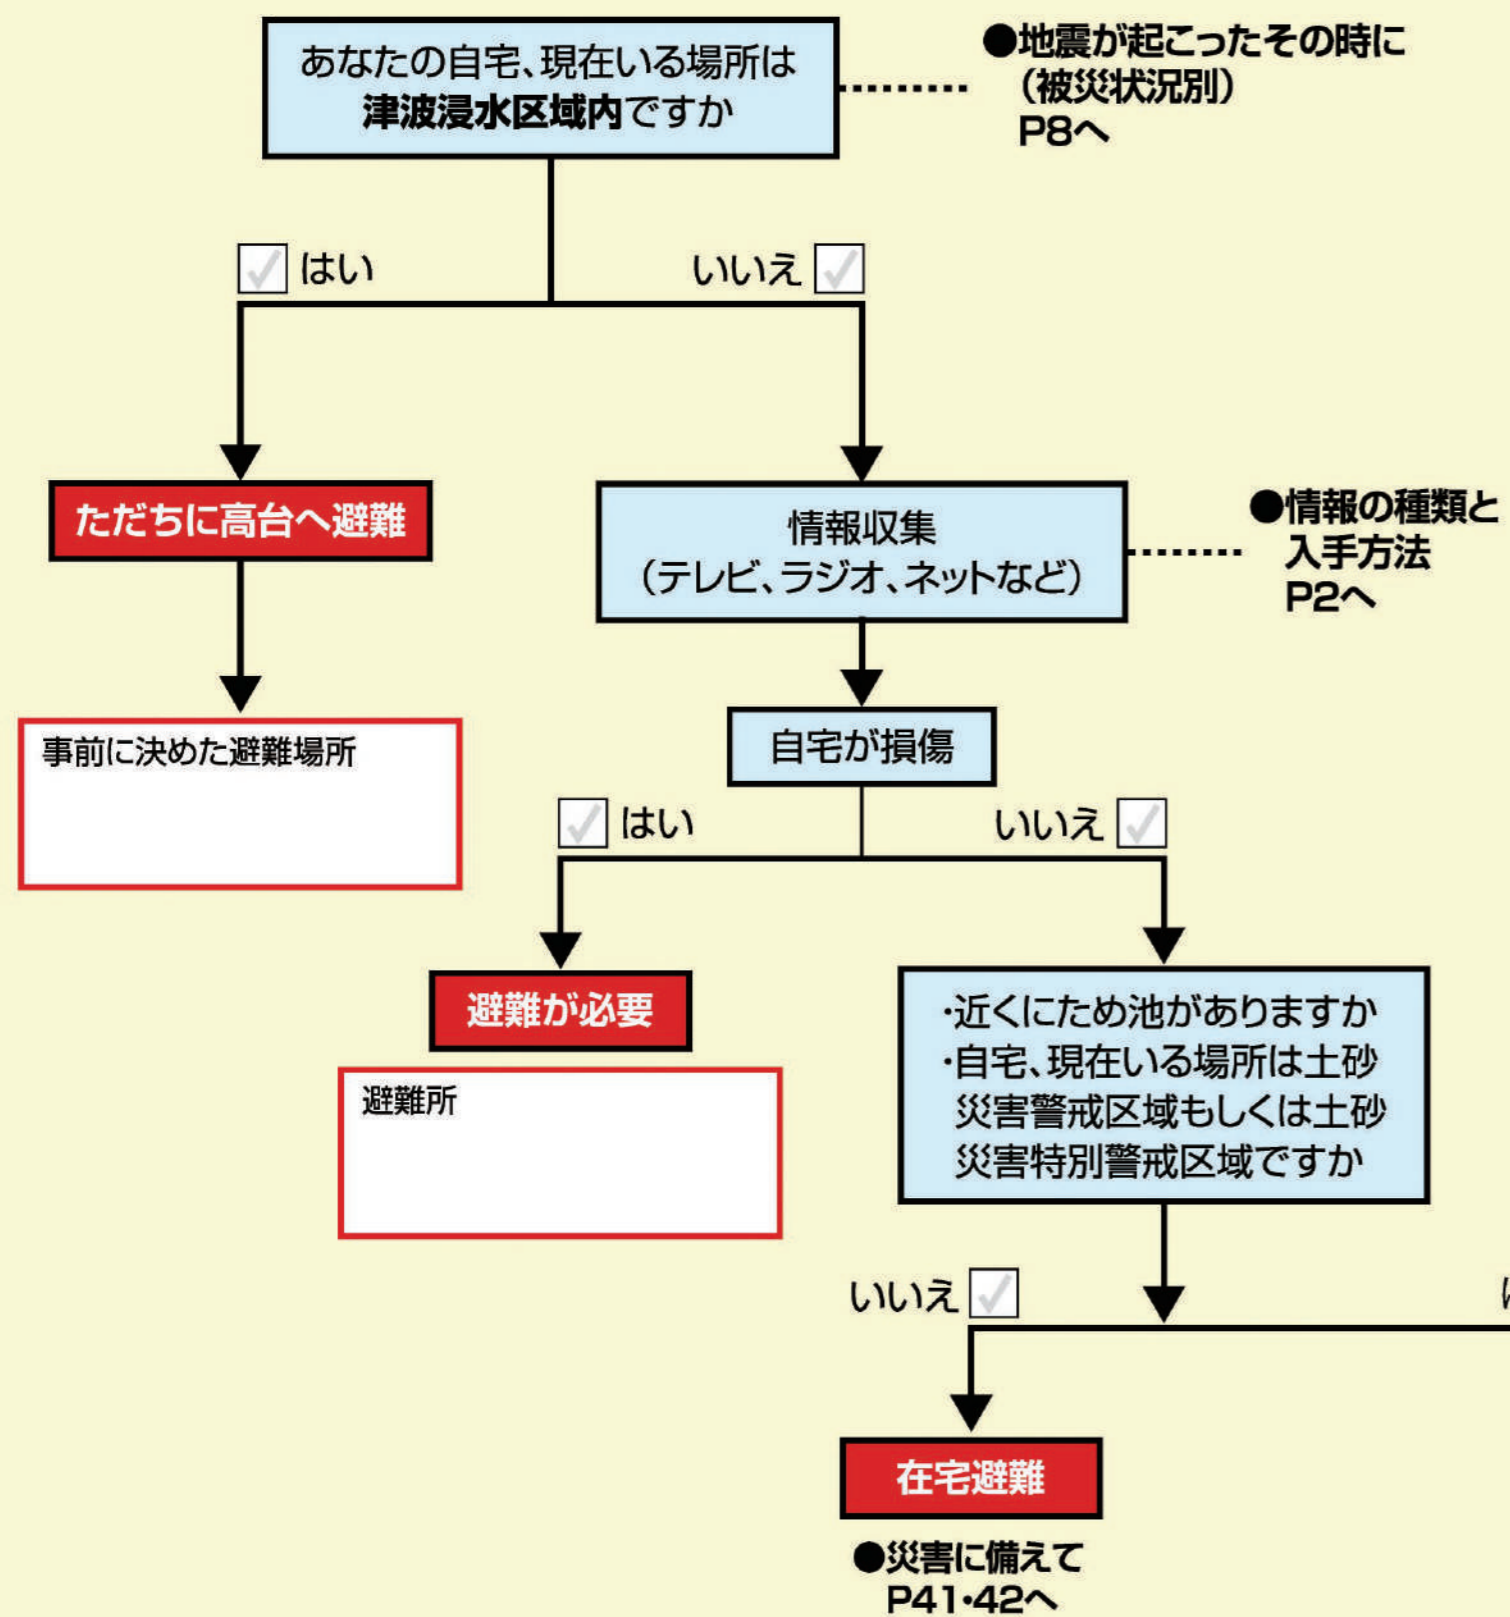 あなたの自宅、現在いる場所は
津波浸水区域内ですか
●地震が起こったその時に
（被災状況別）
P8へ
はい
いいえ
ただちに高台へ避難
情報収集
（テレビ、ラジオ、ネットなど）
●情報の種類と
入手方法
P2へ
事前に決めた避難場所
自宅が損傷
はい
いいえ
避難が必要
避難所
・近くにため池がありますか
・自宅、現在いる場所は土砂
災害警戒区域もしくは土砂
災害特別警戒区域ですか
いいえ
在宅避難
●災害に備えて
P41・42へ